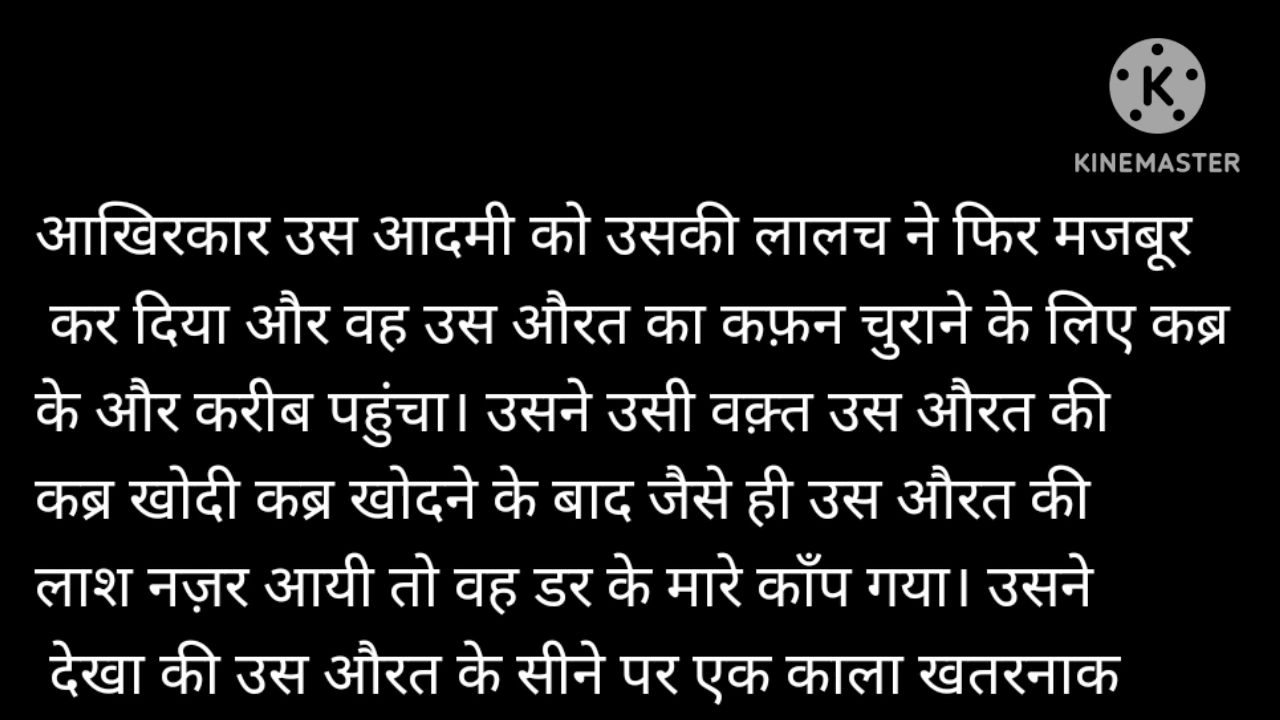 K
KINEMASTER
आखिरकार उस आदमी को उसकी लालच ने फिर मजबूर
कर दिया और वह उस औरत का कफ़न चुराने के लिए कब्र
के और करीब पहुंचा। उसने उसी वक़्त उस औरत की
कब्र खोदी कब्र खोदने के बाद जैसे ही उस औरत की
लाश नज़र आयी तो वह डर के मारे काँप गया। उसने
देखा की उस औरत के सीने पर एक काला खतरनाक